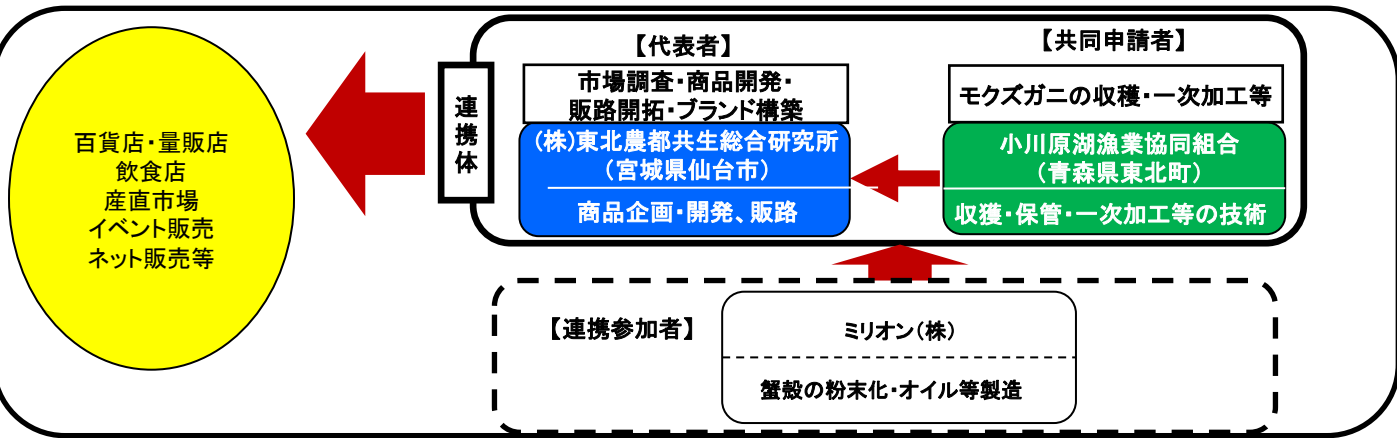 百貨店・量販店
飲食店
産直市場
イベント販売
ネット販売等
連携体
【代表者】
市場調査・商品開発・
販路開拓・ブランド構築
(株)東北農都共生総合研究所
(宮城県仙台市)
商品企画・開発、販路
【共同申請者】
モクズガニの収穫・一次加工等
小川原湖漁業協同組合
(青森県東北町)
収獲・保管・一次加工等の技術
【連携参加者】
ミリオン(株)
蟹殻の粉末化・オイル等製造